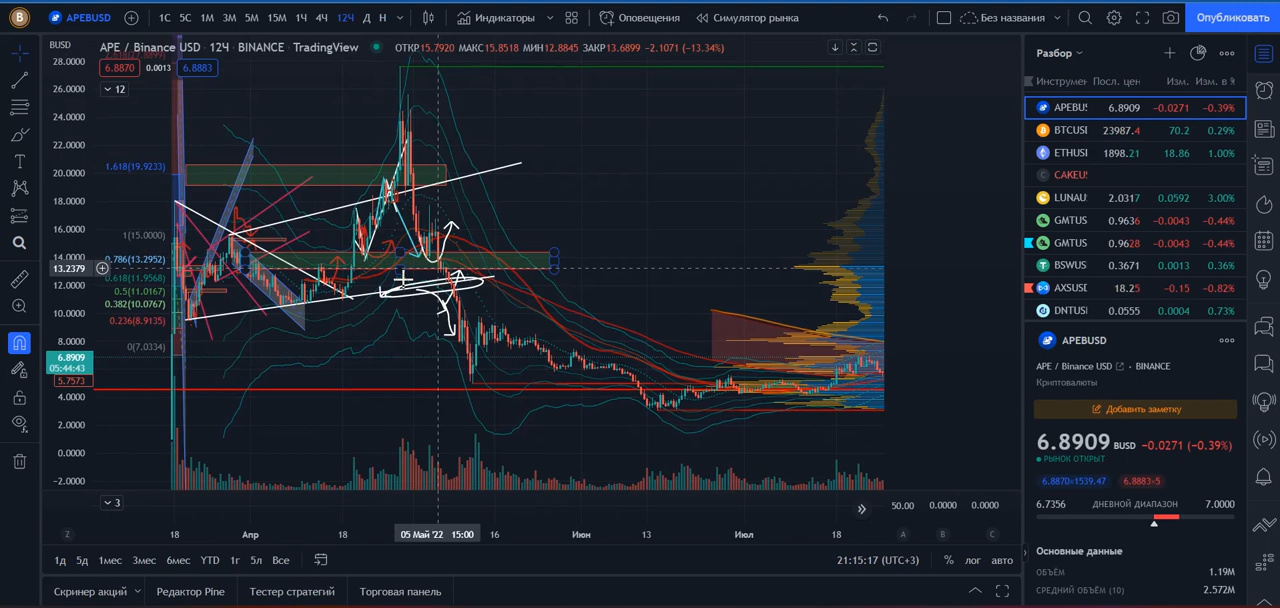 B APEBUSD 1С 5С 1М 3М 5М 15М 1Ч 4Ч 12Ч Д Н Индикаторы Оповещения Симулятор рынка Без названия Опубликовать
BUSD APE / Binance USD · 12Ч · BINANCE · TradingView ОТКР15.7920 МАКС15.8518 МИН12.8845 ЗАКР13.6899 −2.1071 (−13.34%)
6.8870 0.0013 6.8883
12
28.0000
26.0000
24.0000
22.0000
20.0000
18.0000
16.0000
14.0000
13.2379
12.0000
10.0000
8.0000
6.8909
05:44:43
5.7573
4.0000
2.0000
0.0000
−2.0000
1.618(19.9233)
1(15.0000)
0.786(13.2952)
0.618(11.9568)
0.5(11.0167)
0.382(10.0767)
0.236(8.9135)
0(7.0334)
3
50.00 0.0000 0.0000
Z 18 Апр 18 05 Май '22 15:00 16 Июн 13 Июл 18 A B C
1д 5д 1мес 3мес 6мес YTD 1г 5л Все 21:15:17 (UTC+3) % лог авто
Скринер акций Редактор Pine Тестер стратегий Торговая панель
Разбор
Инструмен Посл. цен Изм. Изм. в %
APEBUS 6.8909 −0.0271 −0.39%
BTCUSI 23987.4 70.2 0.29%
ETHUSI 1898.21 18.86 1.00%
CAKEUS
LUNAU 2.0317 0.0592 3.00%
GMTUS 0.9636 −0.0043 −0.44%
GMTUS 0.9628 −0.0043 −0.44%
BSWUS 0.3671 0.0013 0.36%
AXSUSD 18.25 −0.15 −0.82%
DNTUSI 0.0555 0.0004 0.73%
APEBUSD
APE / Binance USD · BINANCE
Криптовалюты
Добавить заметку
6.8909 BUSD −0.0271 (−0.39%)
РЫНОК ОТКРЫТ
6.8870×1539.47 6.8883×5
6.7356 ДНЕВНОЙ ДИАПАЗОН 7.0000
Основные данные
ОБЪЁМ 1.19M
СРЕДНИЙ ОБЪЁМ (10) 2.572M